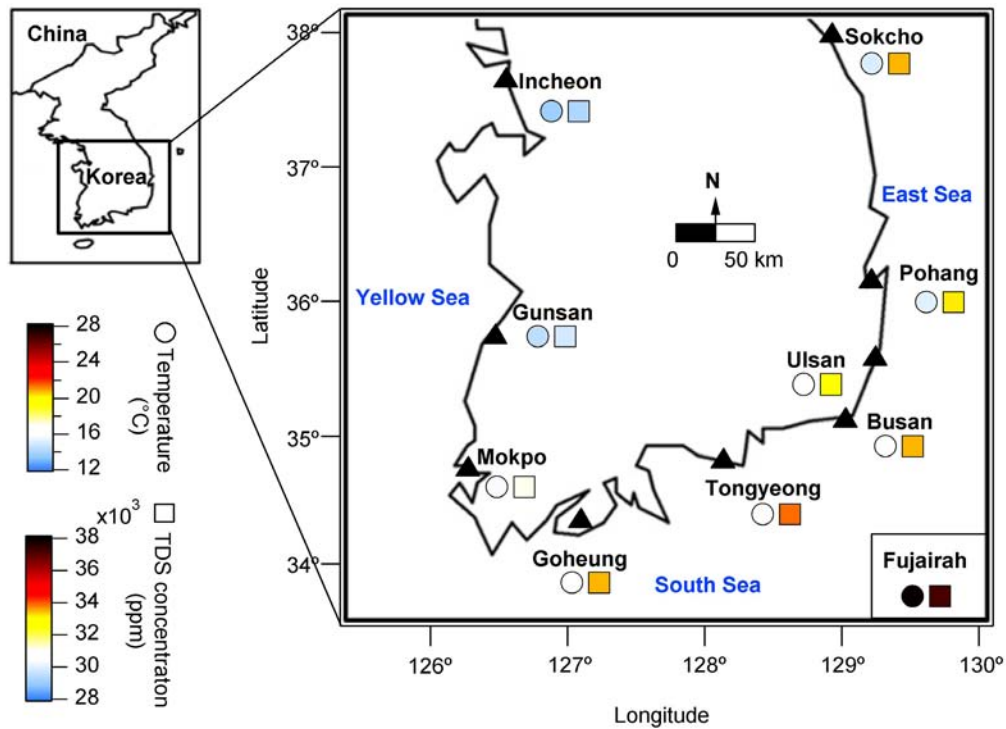 China
Korea
28
24
20
16
12
Temperature
(°C)
x10³
38
36
34
32
30
28
TDS concentraton
(ppm)
38º
37º
36º
35º
34º
Latitude
Sokcho
Incheon
N
0 50 km
East Sea
Yellow Sea
Pohang
Gunsan
Ulsan
Busan
Mokpo
Tongyeong
Goheung
South Sea
Fujairah
126º 127º 128º 129º 130º
Longitude